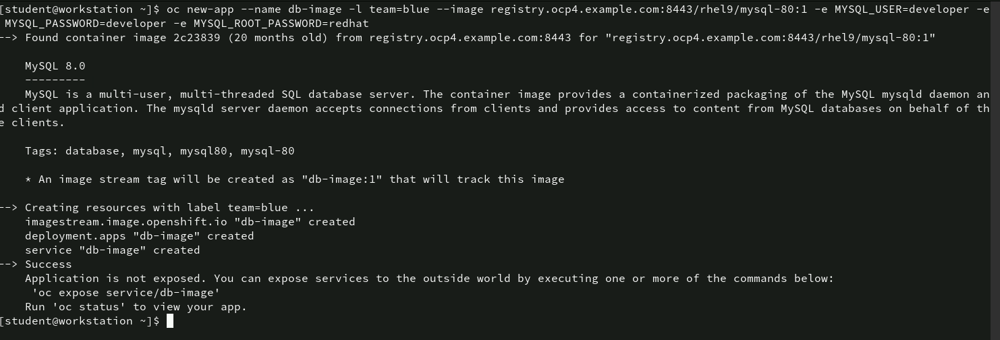 [student@workstation ~]$ oc new-app --name db-image -l team=blue --image registry.ocp4.example.com:8443/rhel9/mysql-80:1 -e MYSQL_USER=developer -e
 MYSQL_PASSWORD=developer -e MYSQL_ROOT_PASSWORD=redhat
--> Found container image 2c23839 (20 months old) from registry.ocp4.example.com:8443 for "registry.ocp4.example.com:8443/rhel9/mysql-80:1"

    MySQL 8.0
    ---------
    MySQL is a multi-user, multi-threaded SQL database server. The container image provides a containerized packaging of the MySQL mysqld daemon an
d client application. The mysqld server daemon accepts connections from clients and provides access to content from MySQL databases on behalf of th
e clients.

    Tags: database, mysql, mysql80, mysql-80

    * An image stream tag will be created as "db-image:1" that will track this image

--> Creating resources with label team=blue ...
    imagestream.image.openshift.io "db-image" created
    deployment.apps "db-image" created
    service "db-image" created
--> Success
    Application is not exposed. You can expose services to the outside world by executing one or more of the commands below:
     'oc expose service/db-image'
    Run 'oc status' to view your app.
[student@workstation ~]$